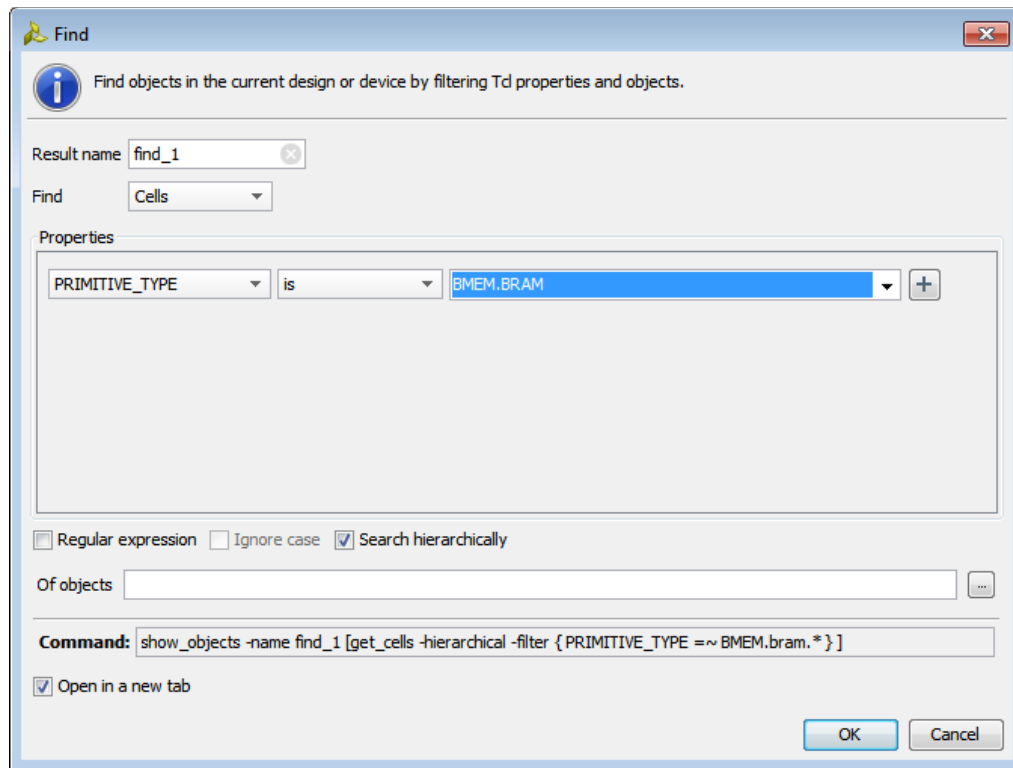 Find
Find objects in the current design or device by filtering Tcl properties and objects.
Result name find_1
Find Cells
Properties
PRIMITIVE_TYPE is BMEM.BRAM +
Regular expression Ignore case Search hierarchically
Of objects ...
Command: show_objects -name find_1 [get_cells -hierarchical -filter { PRIMITIVE_TYPE =~ BMEM.bram.* } ]
Open in a new tab
OK Cancel